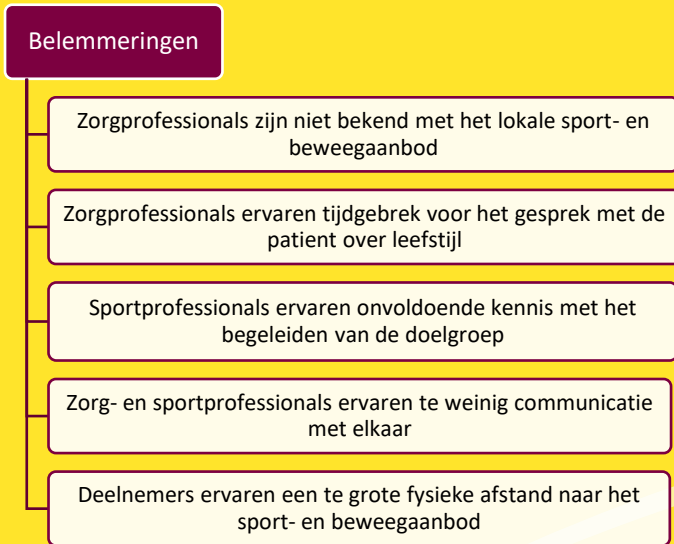 Belemmeringen
Zorgprofessionals zijn niet bekend met het lokale sport- en
beweegaanbod
Zorgprofessionals ervaren tijdgebrek voor het gesprek met de
patient over leefstijl
Sportprofessionals ervaren onvoldoende kennis met het
begeleiden van de doelgroep
Zorg- en sportprofessionals ervaren te weinig communicatie
met elkaar
Deelnemers ervaren een te grote fysieke afstand naar het
sport- en beweegaanbod